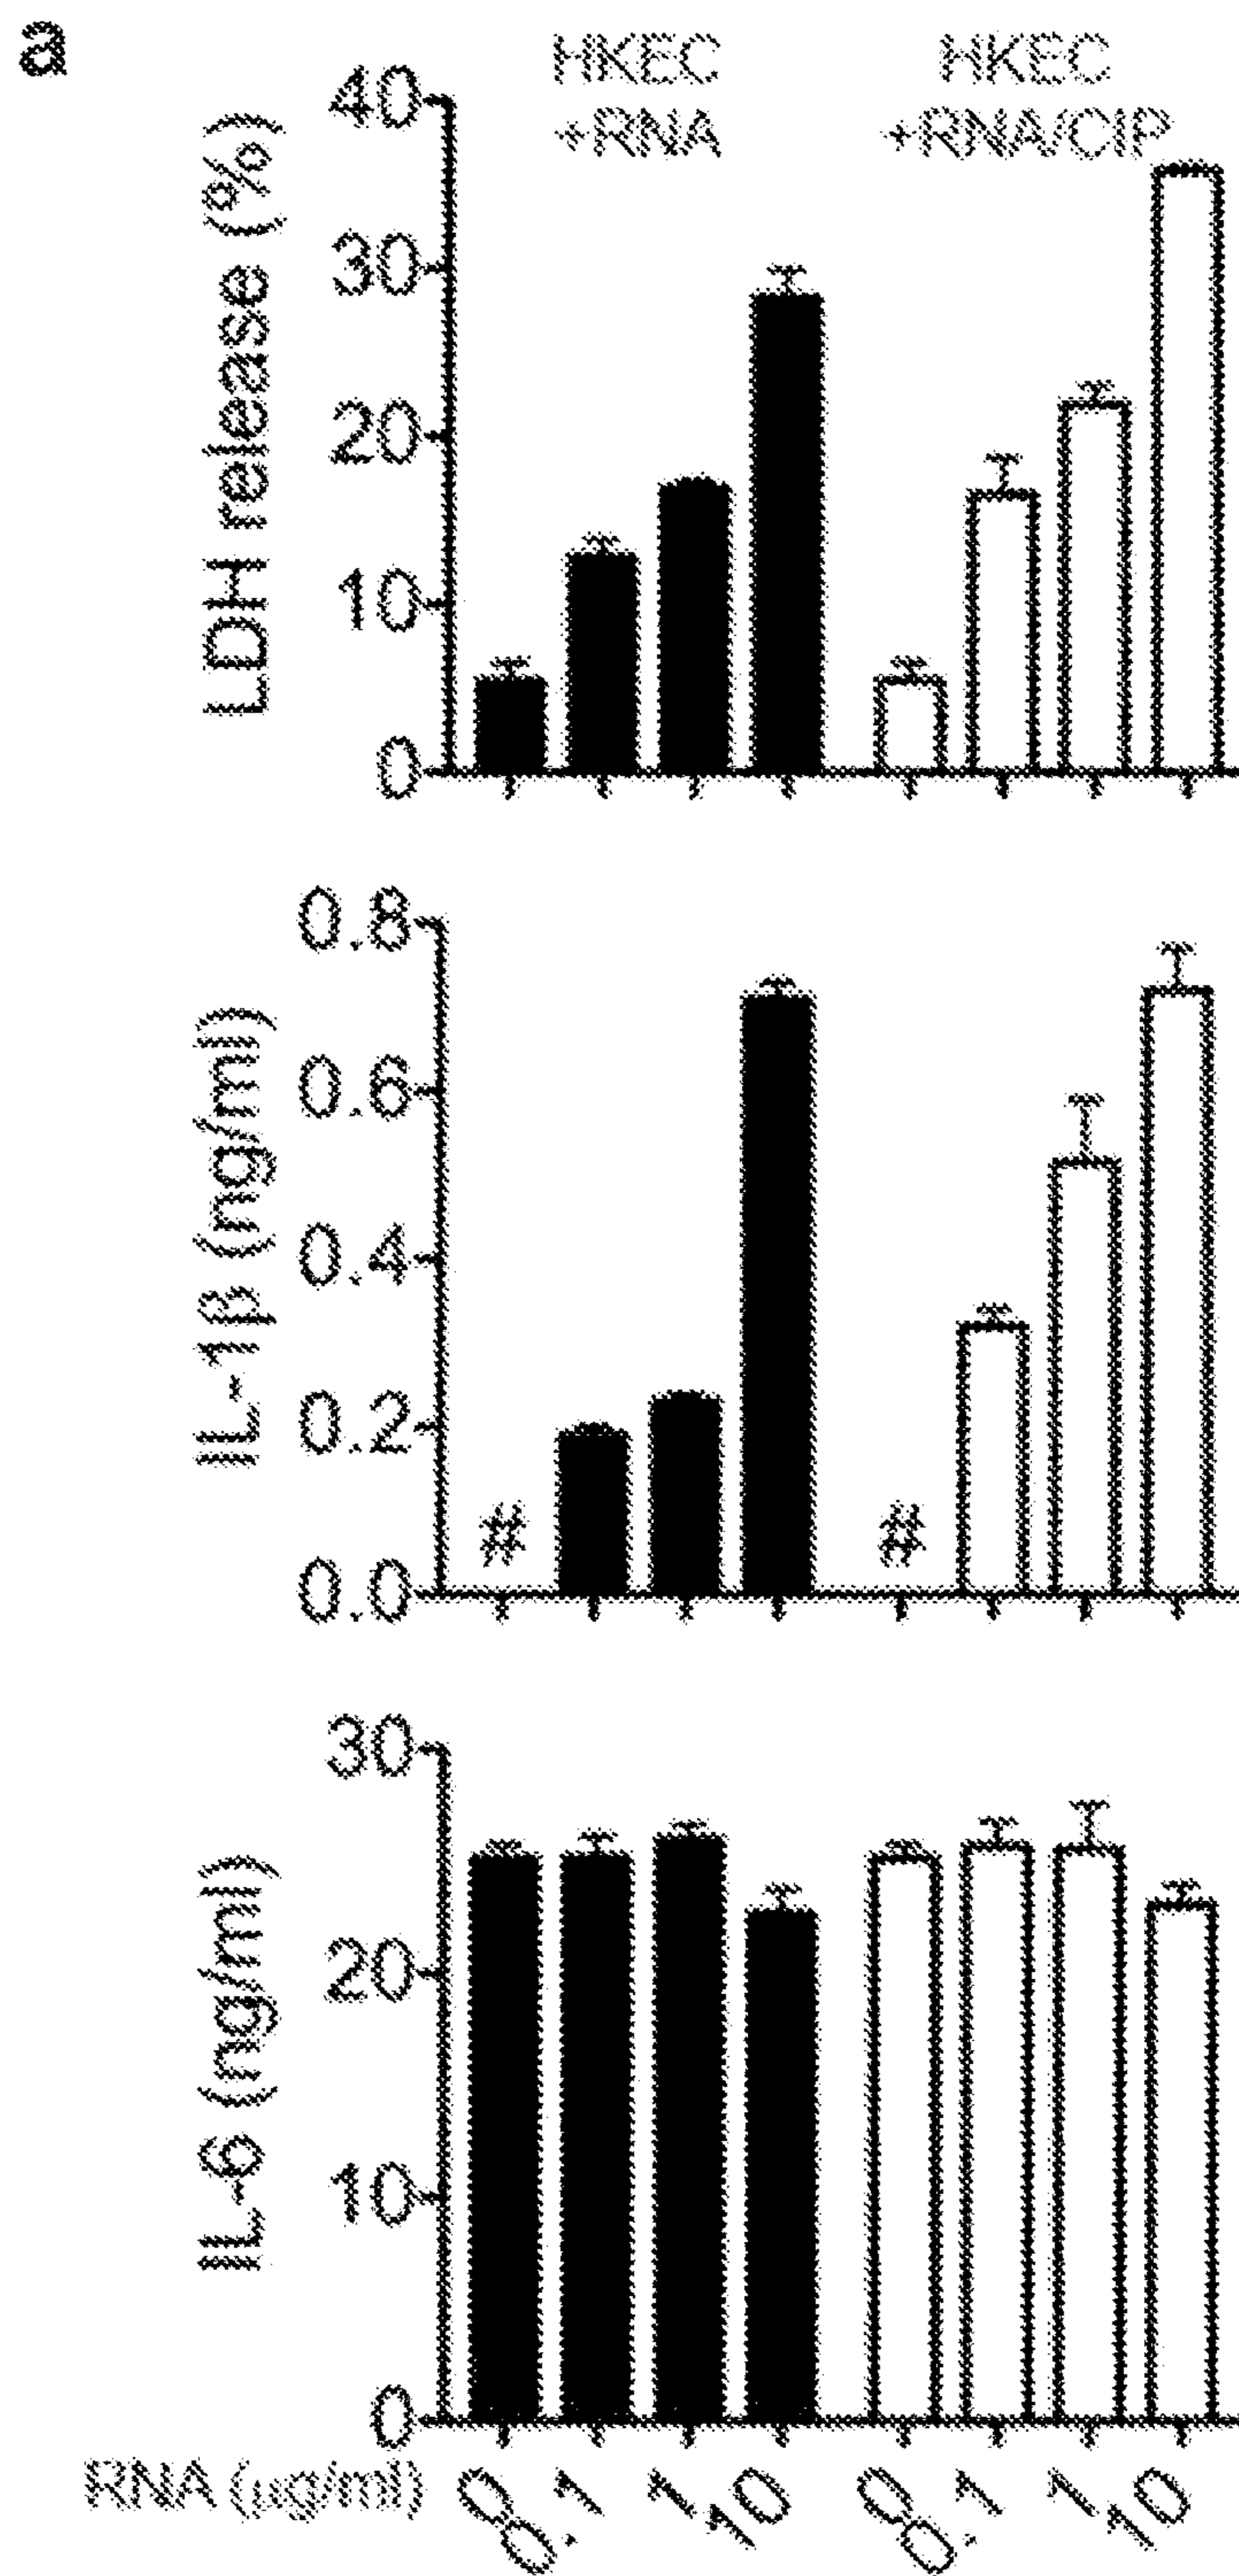 a
HKEC
+RNA
HKEC
+RNA/CIP
LDH release (%)
40
30
20
10
0
IL-1β (ng/ml)
0.8
0.6
0.4
0.2
0.0
#
#
IL-6 (ng/ml)
30
20
10
0
RNA (μg/ml) 0 0.1 1 10 0 0.1 1 10